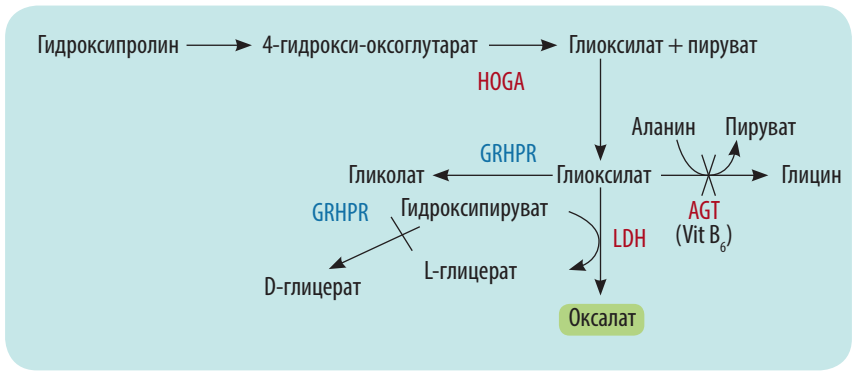 Гидроксипролин 4-гидрокси-оксоглутарат Глиоксилат + пируват
HOGA
Аланин Пируват
GRHPR
Гликолат Глиоксилат Глицин
GRHPR Гидроксипируват AGT
LDH (Vit B₆)
D-глицерат L-глицерат
Оксалат